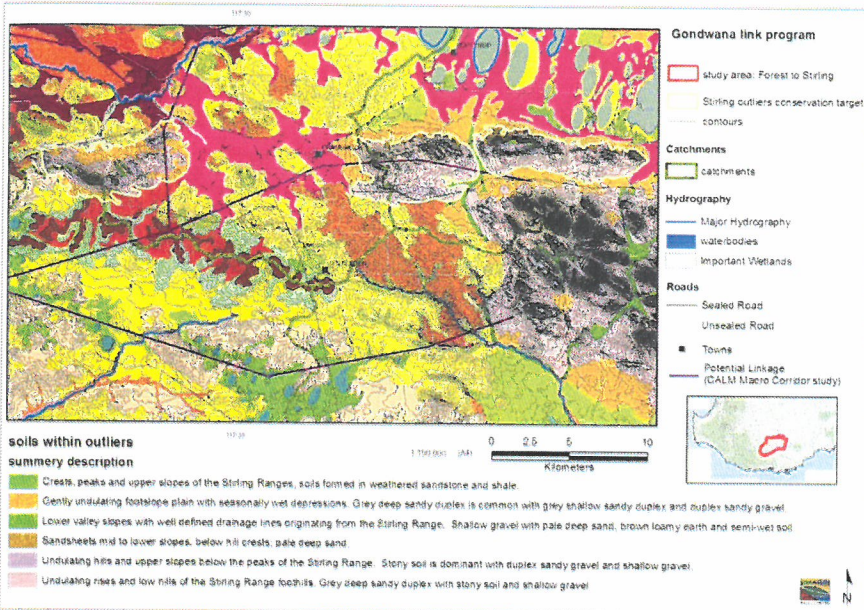 117.30
Gondwana link program
study area: Forest to Stirling
Stirling outliers conservation target
contours
Catchments
catchments
Hydrography
Major Hydrography
waterbodies
Important Wetlands
Roads
Sealed Road
Unsealed Road
Towns
Potential Linkage
(CALM Macro Corridor study)
117.30
soils within outliers
summery description
1:150,000 (A4)
0 2.5 5 10
Kilometers
Crests, peaks and upper slopes of the Stirling Ranges, soils formed in weathered sandstone and shale.
Gently undulating footslope plain with seasonally wet depressions. Grey deep sandy duplex is common with grey shallow sandy duplex and duplex sandy gravel
Lower valley slopes with well defined drainage lines originating from the Stirling Range. Shallow gravel with pale deep sand, brown loamy earth and semi-wet soil
Sandsheets mid to lower slopes, below hill crests, pale deep sand
Undulating hills and upper slopes below the peaks of the Stirling Range. Stony soil is dominant with duplex sandy gravel and shallow gravel.
Undulating rises and low hills of the Stirling Range foothills. Grey deep sandy duplex with stony soil and shallow gravel
N